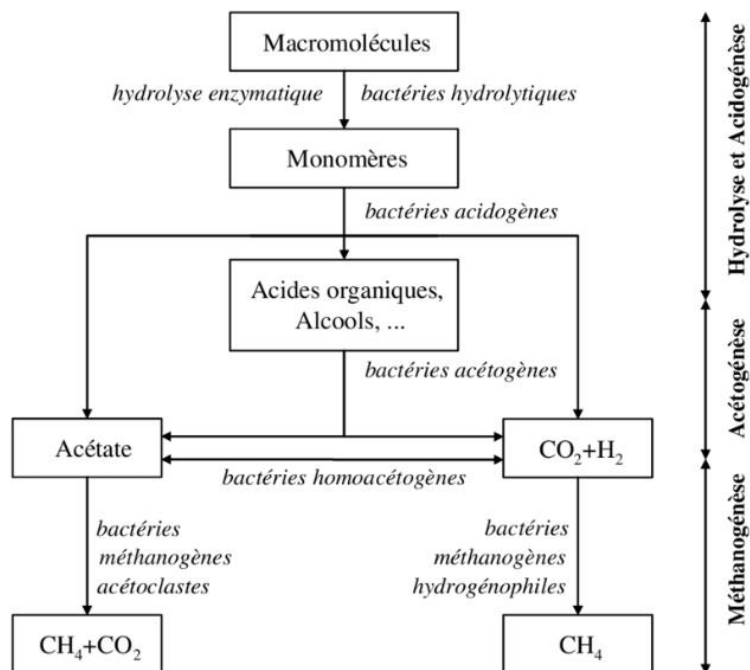 Macromolécules
hydrolyse enzymatique
bactéries hydrolytiques
Monomères
bactéries acidogènes
Acides organiques,
Alcools, ...
bactéries acétogènes
Acétate
CO₂+H₂
bactéries homoacétogènes
bactéries
méthanogènes
acétoclastes
bactéries
méthanogènes
hydrogénophiles
CH₄+CO₂
CH₄
Hydrolyse et Acidogénèse
Acétogénèse
Méthanogénèse